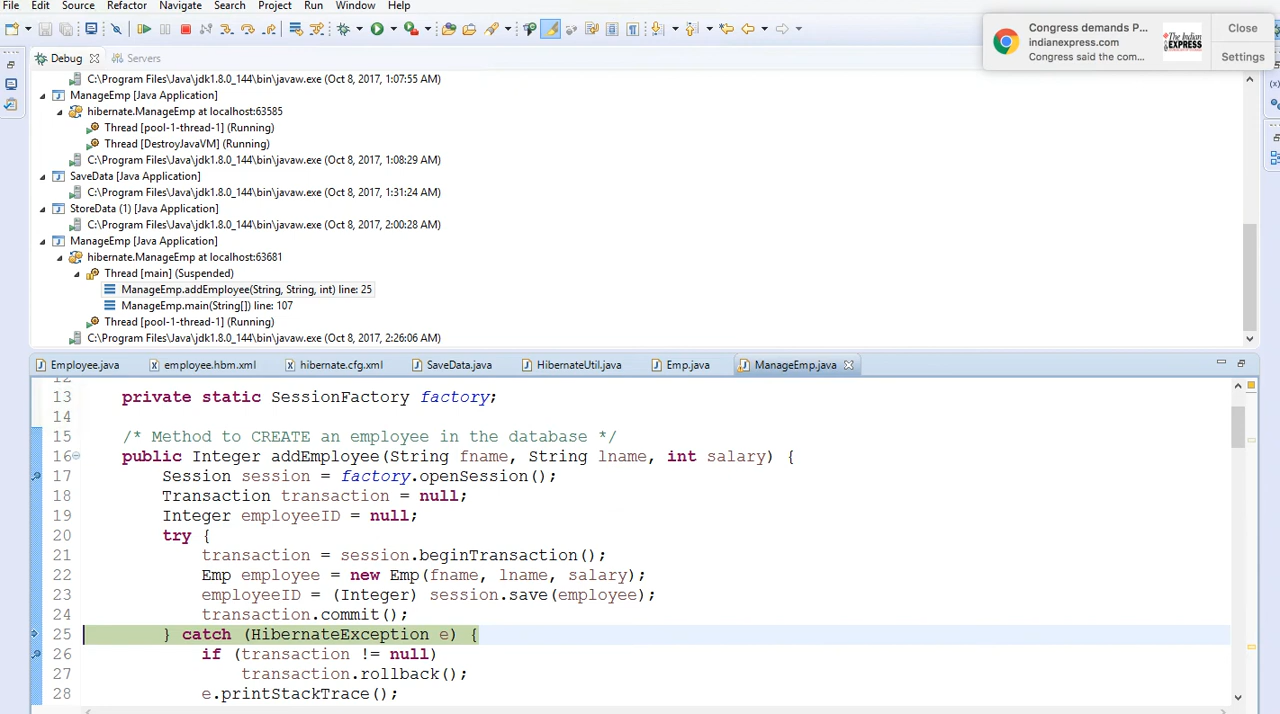 File Edit Source Refactor Navigate Search Project Run Window Help
Congress demands P...
indianexpress.com
Congress said the com...
The Indian
EXPRESS
Close
Settings
Debug Servers
C:\Program Files\Java\jdk1.8.0_144\bin\javaw.exe (Oct 8, 2017, 1:07:55 AM)
ManageEmp [Java Application]
hibernate.ManageEmp at localhost:63585
Thread [pool-1-thread-1] (Running)
Thread [DestroyJavaVM] (Running)
C:\Program Files\Java\jdk1.8.0_144\bin\javaw.exe (Oct 8, 2017, 1:08:29 AM)
SaveData [Java Application]
C:\Program Files\Java\jdk1.8.0_144\bin\javaw.exe (Oct 8, 2017, 1:31:24 AM)
StoreData (1) [Java Application]
C:\Program Files\Java\jdk1.8.0_144\bin\javaw.exe (Oct 8, 2017, 2:00:28 AM)
ManageEmp [Java Application]
hibernate.ManageEmp at localhost:63681
Thread [main] (Suspended)
ManageEmp.addEmployee(String, String, int) line: 25
ManageEmp.main(String[]) line: 107
Thread [pool-1-thread-1] (Running)
C:\Program Files\Java\jdk1.8.0_144\bin\javaw.exe (Oct 8, 2017, 2:26:06 AM)
Employee.java employee.hbm.xml hibernate.cfg.xml SaveData.java HibernateUtil.java Emp.java ManageEmp.java
12
13 private static SessionFactory factory;
14
15 /* Method to CREATE an employee in the database */
16 public Integer addEmployee(String fname, String lname, int salary) {
17 Session session = factory.openSession();
18 Transaction transaction = null;
19 Integer employeeID = null;
20 try {
21 transaction = session.beginTransaction();
22 Emp employee = new Emp(fname, lname, salary);
23 employeeID = (Integer) session.save(employee);
24 transaction.commit();
25 } catch (HibernateException e) {
26 if (transaction != null)
27 transaction.rollback();
28 e.printStackTrace();